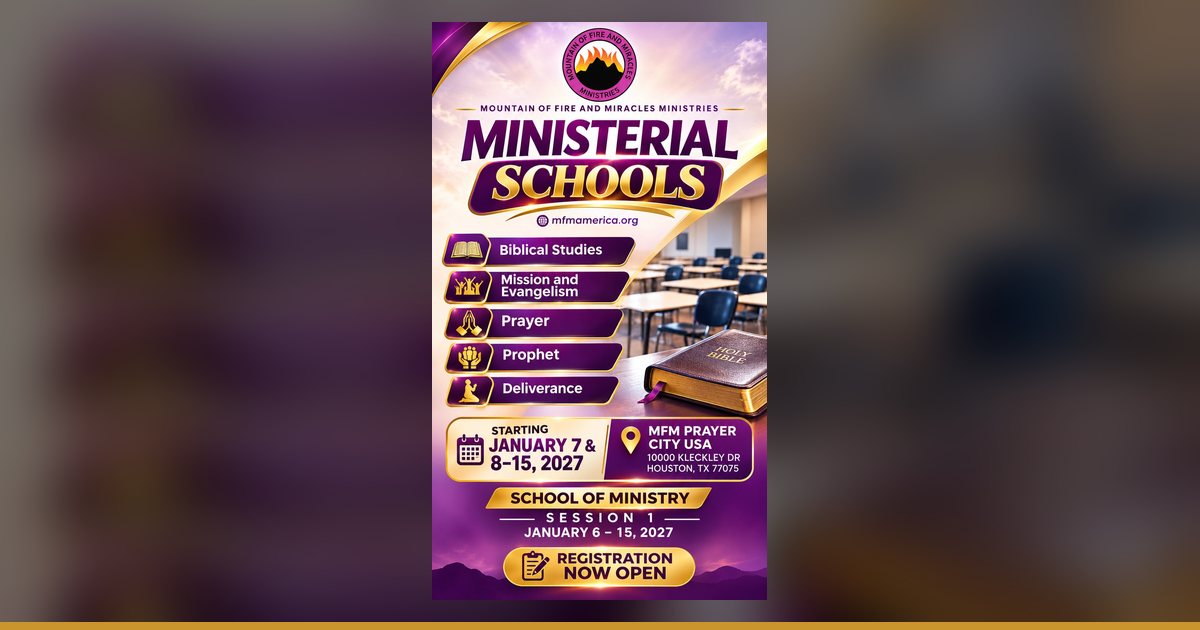 MOUNTAIN OF FIRE AND MIRACLES
MINISTRIES
MOUNTAIN OF FIRE AND MIRACLES MINISTRIES
MINISTERIAL
SCHOOLS
mfmamerica.org
Biblical Studies
Mission and
Evangelism
Prayer
Prophet
Deliverance
HOLY
BIBLE
STARTING
JANUARY 7 &
8-15, 2027
MFM PRAYER
CITY USA
10000 KLECKLEY DR
HOUSTON, TX 77075
SCHOOL OF MINISTRY
SESSION 1
JANUARY 6 – 15, 2027
REGISTRATION
NOW OPEN